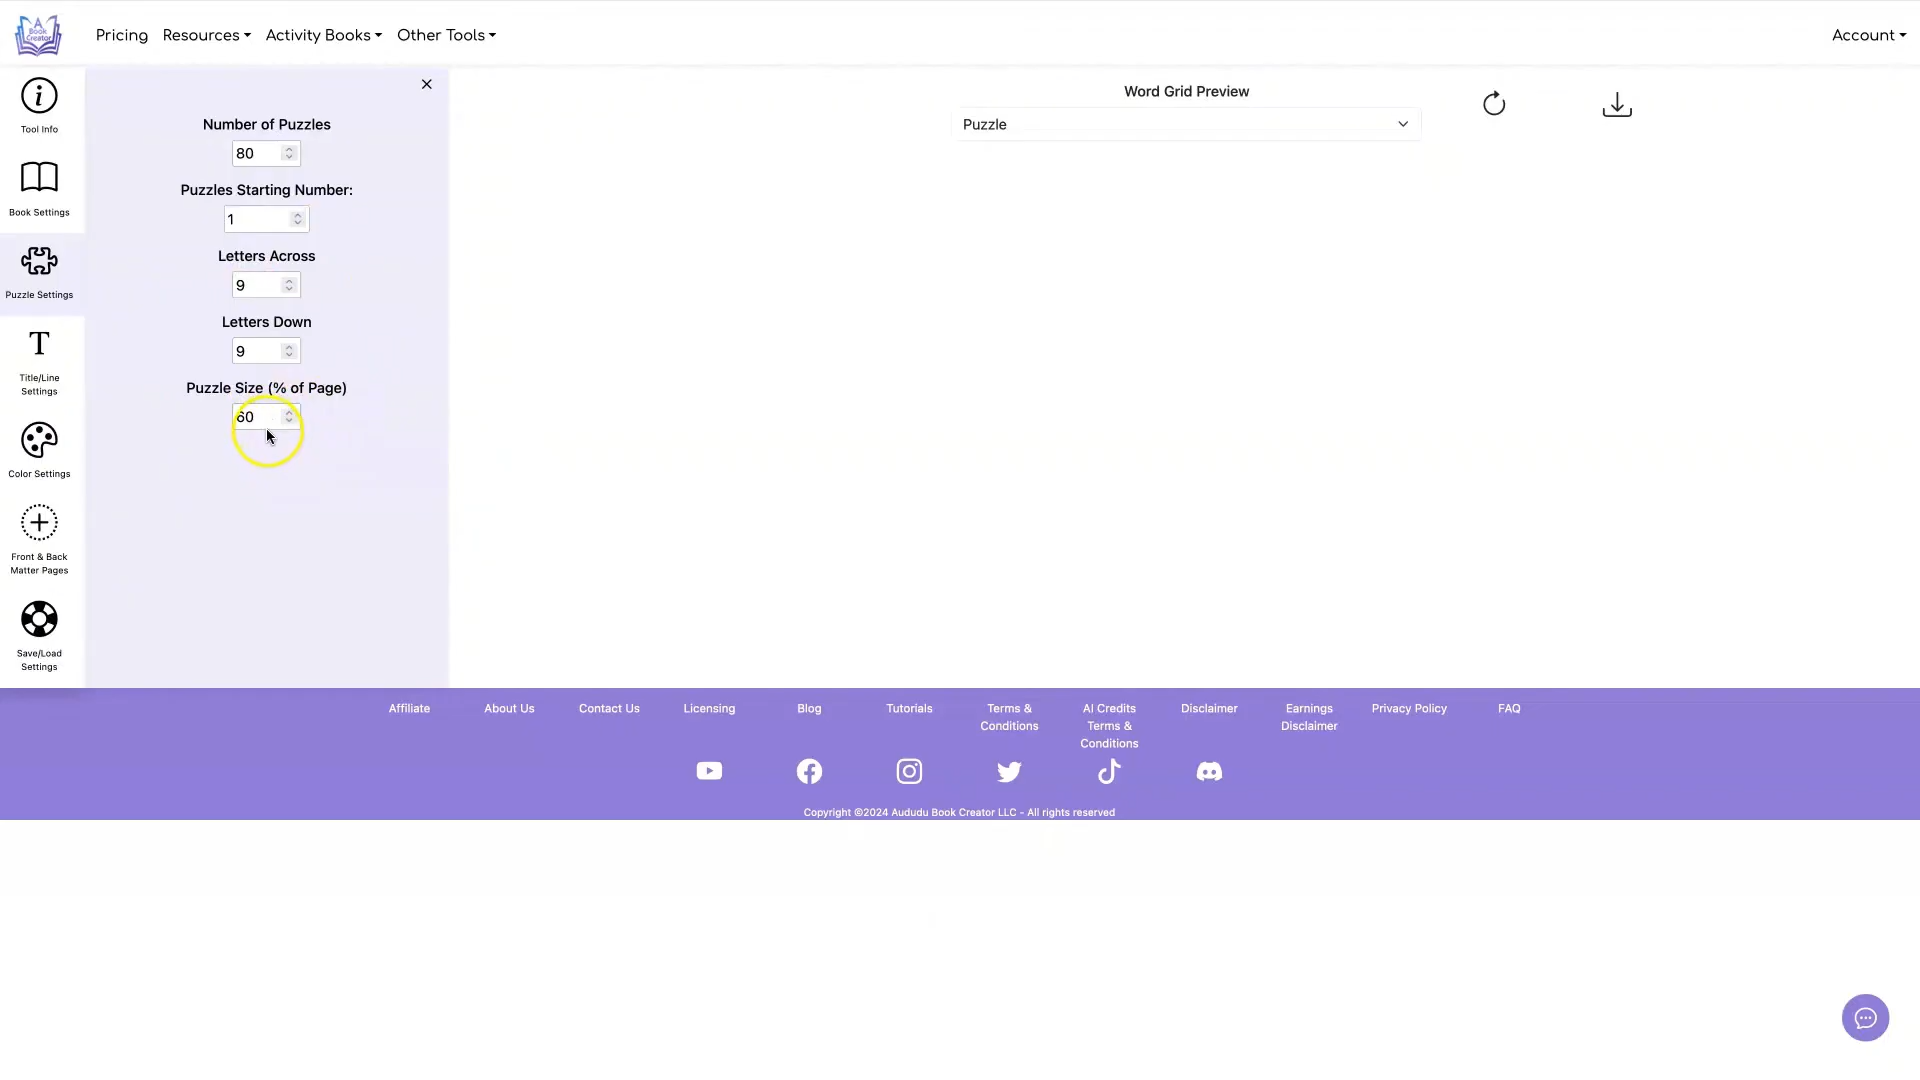 A
Book
Creator
Pricing
Resources
Activity Books
Other Tools
Account
Tool Info
Book Settings
Puzzle Settings
T
Title/Line
Settings
Color Settings
Front & Back
Matter Pages
Save/Load
Settings
Number of Puzzles
80
Puzzles Starting Number:
1
Letters Across
9
Letters Down
9
Puzzle Size (% of Page)
60
Word Grid Preview
Puzzle
Affiliate
About Us
Contact Us
Licensing
Blog
Tutorials
Terms &
Conditions
AI Credits
Terms &
Conditions
Disclaimer
Earnings
Disclaimer
Privacy Policy
FAQ
Copyright ©2024 Aududu Book Creator LLC - All rights reserved